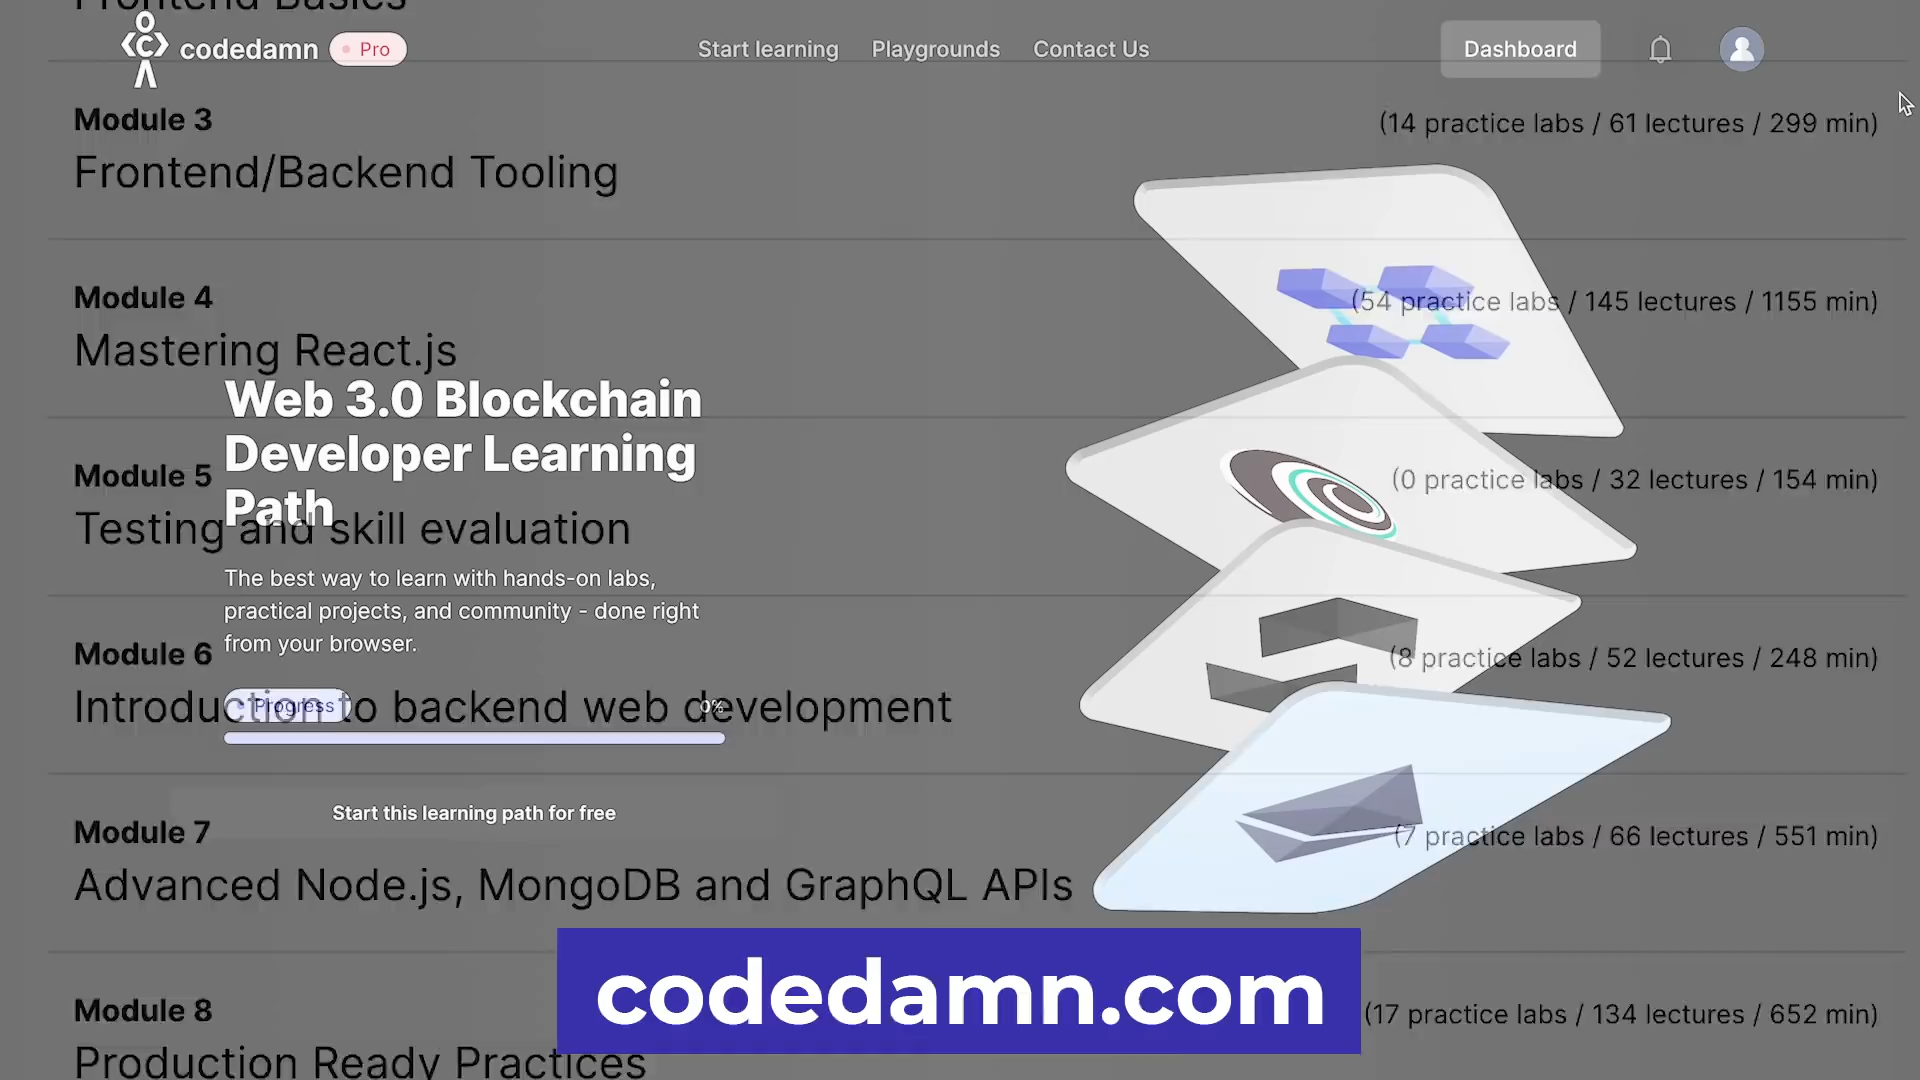 Frontend Basics
codedamn
Pro
Start learning
Playgrounds
Contact Us
Dashboard
Module 3
(14 practice labs / 61 lectures / 299 min)
Frontend/Backend Tooling
Module 4
(54 practice labs / 145 lectures / 1155 min)
Mastering React.js
Web 3.0 Blockchain
Developer Learning
Path
Module 5
(0 practice labs / 32 lectures / 154 min)
Testing and skill evaluation
The best way to learn with hands-on labs,
practical projects, and community - done right
from your browser.
Module 6
(8 practice labs / 52 lectures / 248 min)
Introduction to backend web development
Progress
0%
Start this learning path for free
Module 7
(7 practice labs / 66 lectures / 551 min)
Advanced Node.js, MongoDB and GraphQL APIs
codedamn.com
Module 8
(17 practice labs / 134 lectures / 652 min)
Production Ready Practices